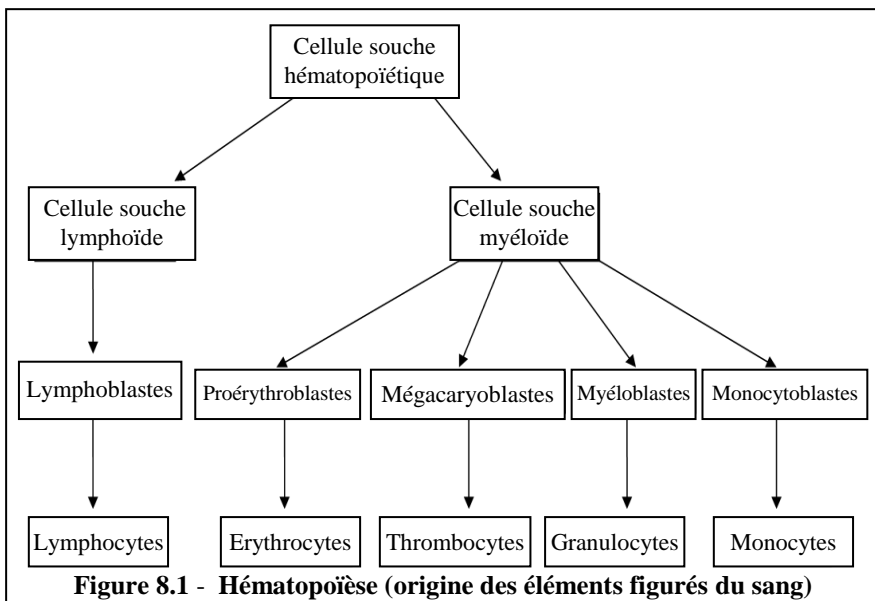 Cellule souche
hématopoïétique
Cellule souche
lymphoïde
Cellule souche
myéloïde
Lymphoblastes
Proérythroblastes
Mégacaryoblastes
Myéloblastes
Monocytoblastes
Lymphocytes
Erythrocytes
Thrombocytes
Granulocytes
Monocytes
Figure 8.1 - Hématopoïèse (origine des éléments figurés du sang)